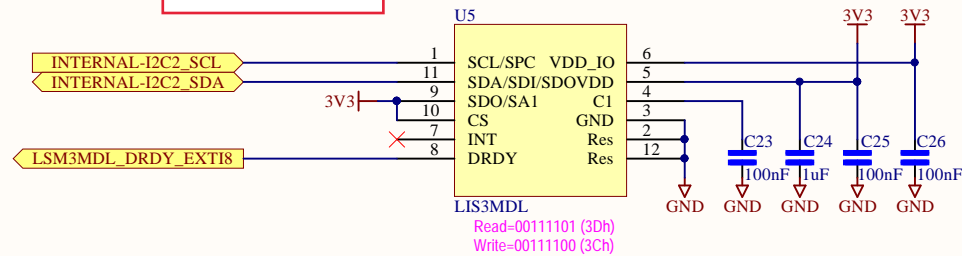 U5
3V3 3V3
INTERNAL-I2C2_SCL 1 SCL/SPC VDD_IO 6
INTERNAL-I2C2_SDA 11 SDA/SDI/SDOVDD 5
3V3 9 SDO/SA1 C1 4
10 CS GND 3
7 INT Res 2
LSM3MDL_DRDY_EXTI8 8 DRDY Res 12
C23 C24 C25 C26
100nF 1uF 100nF 100nF
LIS3MDL GND GND GND GND GND
Read=00111101 (3Dh)
Write=00111100 (3Ch)